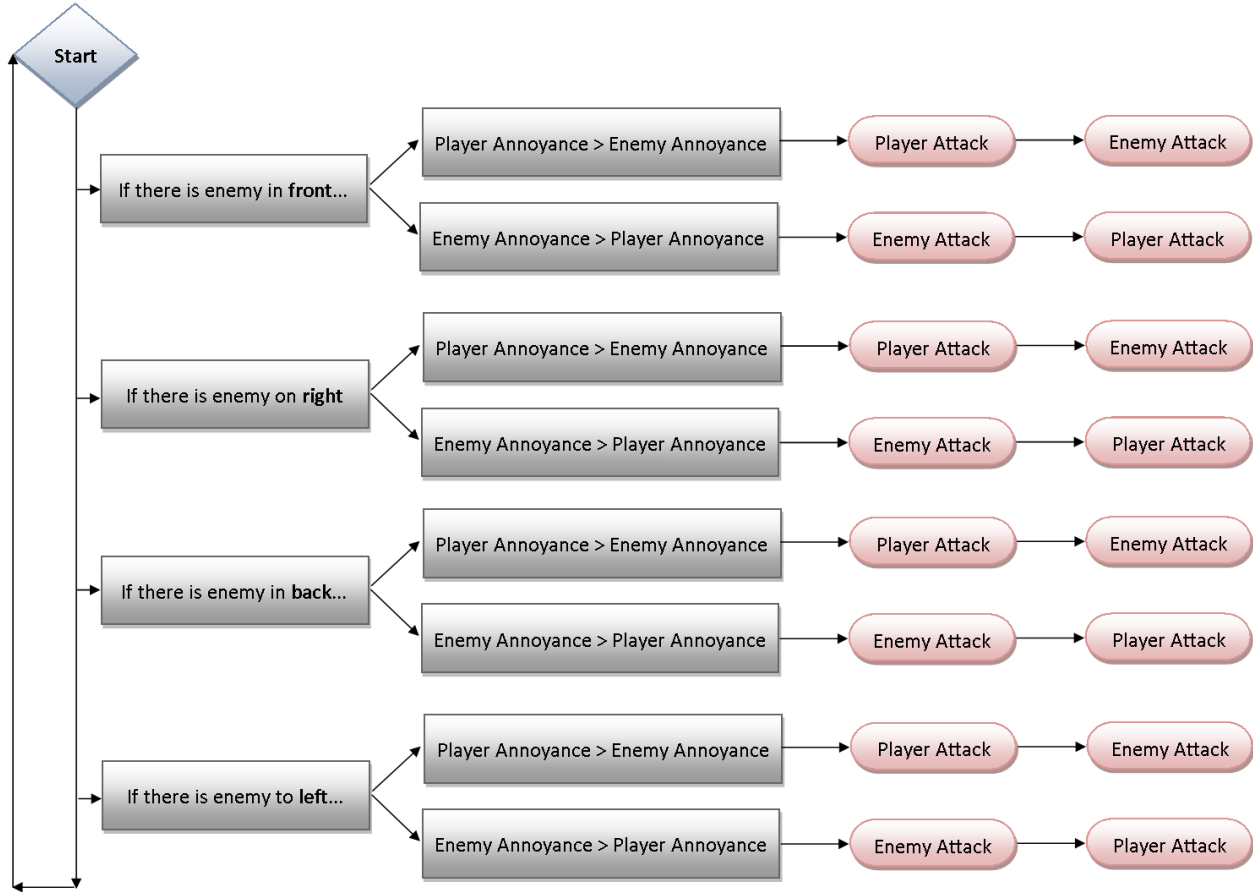 Start
Player Annoyance > Enemy Annoyance
Player Attack
Enemy Attack
If there is enemy in front...
Enemy Annoyance > Player Annoyance
Enemy Attack
Player Attack
Player Annoyance > Enemy Annoyance
Player Attack
Enemy Attack
If there is enemy on right
Enemy Annoyance > Player Annoyance
Enemy Attack
Player Attack
Player Annoyance > Enemy Annoyance
Player Attack
Enemy Attack
If there is enemy in back...
Enemy Annoyance > Player Annoyance
Enemy Attack
Player Attack
Player Annoyance > Enemy Annoyance
Player Attack
Enemy Attack
If there is enemy to left...
Enemy Annoyance > Player Annoyance
Enemy Attack
Player Attack